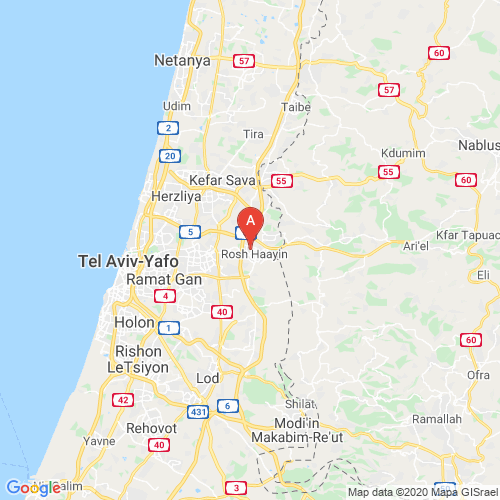 Netanya
57
60
Udim
57
Taibe
2
Tira
Nablus
Kdumim
20
Kefar Sava
55
55
60
Herzliya
A
5
Kfar Tapuac
Ari'el
Tel Aviv-Yafo
Rosh Haayin
Ramat Gan
Eli
4
40
Holon
1
60
Rishon
LeTsiyon
Lod
Ofra
42
431
6
Shilat
Ramallah
Rehovot
Modi'in
Makabim-Re'ut
Yavne
40
3
Google
Map data ©2020 Mapa GISrael